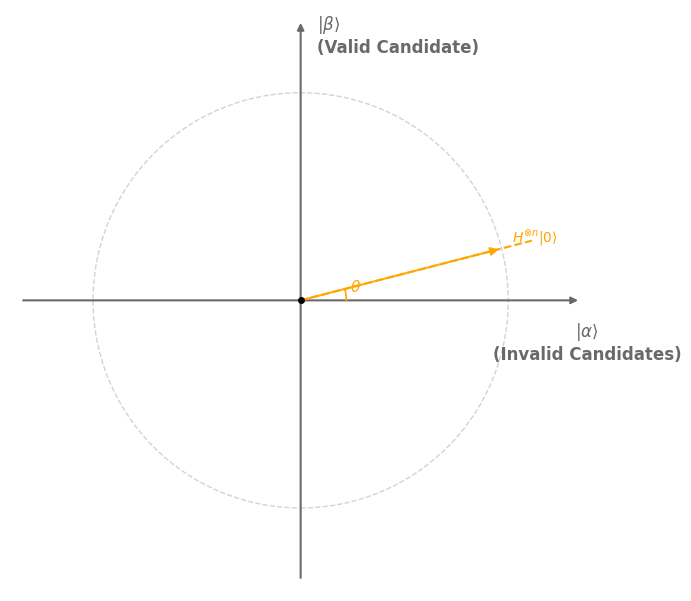 |β⟩
(Valid Candidate)
H⊗n|0⟩
θ
|α⟩
(Invalid Candidates)